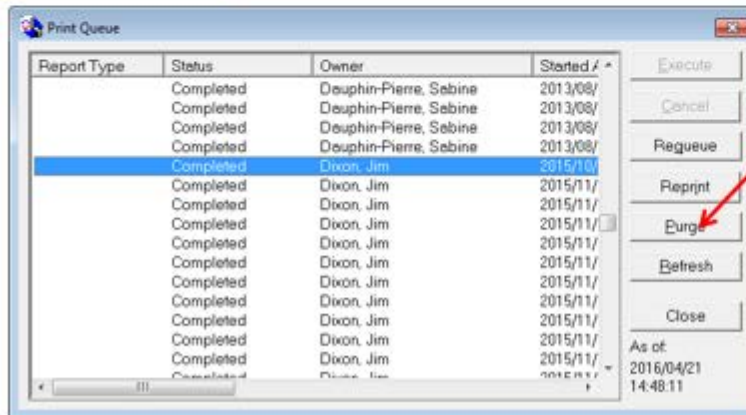 Print Queue
Report Type Status Owner Started A
Completed Dauphin-Pierre, Sabine 2013/08/
Completed Dauphin-Pierre, Sabine 2013/08/
Completed Dauphin-Pierre, Sabine 2013/08/
Completed Dauphin-Pierre, Sabine 2013/08/
Completed Dixon, Jim 2015/10/
Completed Dixon, Jim 2015/11/
Completed Dixon, Jim 2015/11/
Completed Dixon, Jim 2015/11/
Completed Dixon, Jim 2015/11/
Completed Dixon, Jim 2015/11/
Completed Dixon, Jim 2015/11/
Completed Dixon, Jim 2015/11/
Completed Dixon, Jim 2015/11/
Completed Dixon, Jim 2015/11/
Completed Dixon, Jim 2015/11/
Completed Dixon, Jim 2015/11/
Execute
Cancel
Requeue
Reprint
Purge
Refresh
Close
As of:
2016/04/21
14:48:11